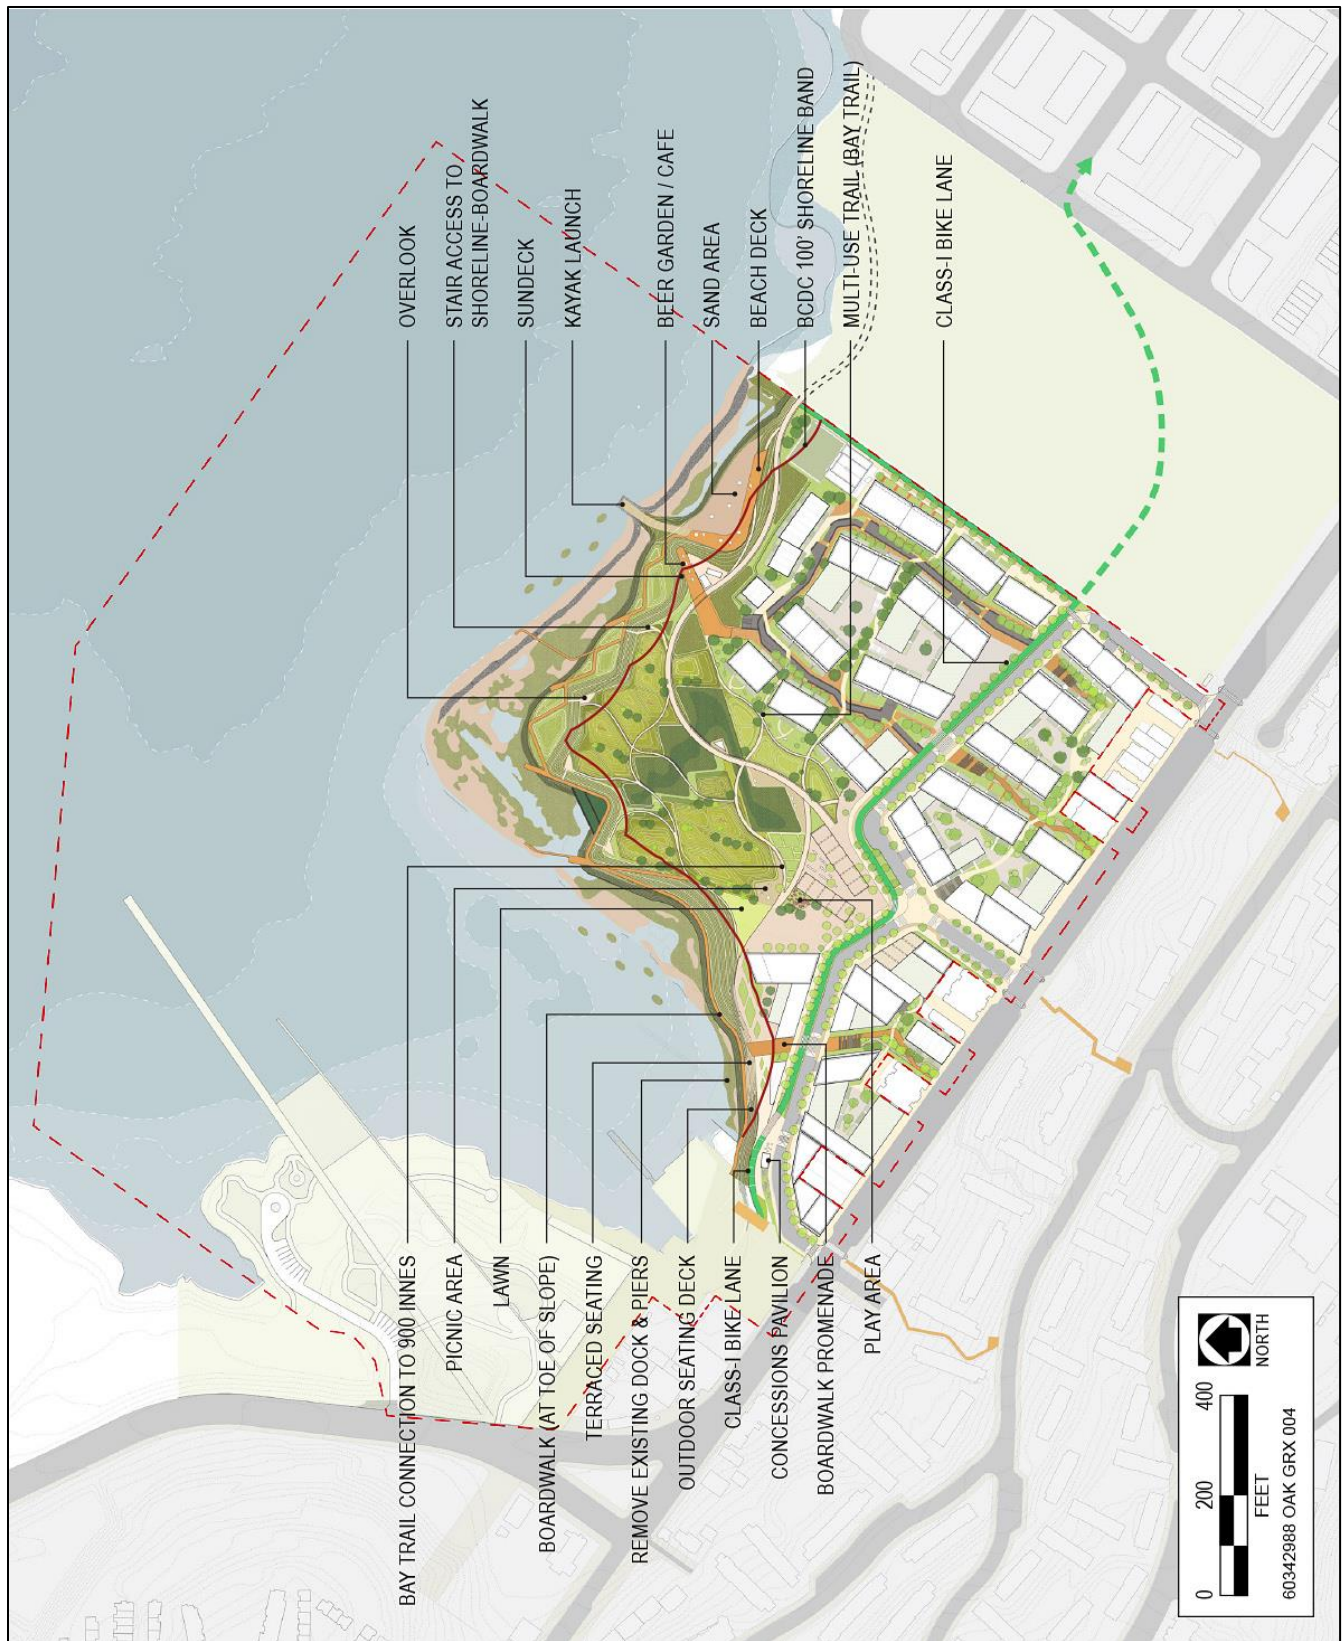 OVERLOOK
STAIR ACCESS TO
SHORELINE-BOARDWALK
SUNDECK
KAYAK LAUNCH
BEER GARDEN / CAFE
SAND AREA
BEACH DECK
BCDC 100' SHORELINE BAND
MULTI-USE TRAIL (BAY TRAIL)
CLASS-I BIKE LANE
BAY TRAIL CONNECTION TO 900 INNES
PICNIC AREA
LAWN
BOARDWALK (AT TOE OF SLOPE)
TERRACED SEATING
REMOVE EXISTING DOCK & PIERS
OUTDOOR SEATING DECK
CLASS-I BIKE LANE
CONCESSIONS PAVILION
BOARDWALK PROMENADE
PLAY AREA
0 200 400
FEET
NORTH
60342988 OAK GRX 004